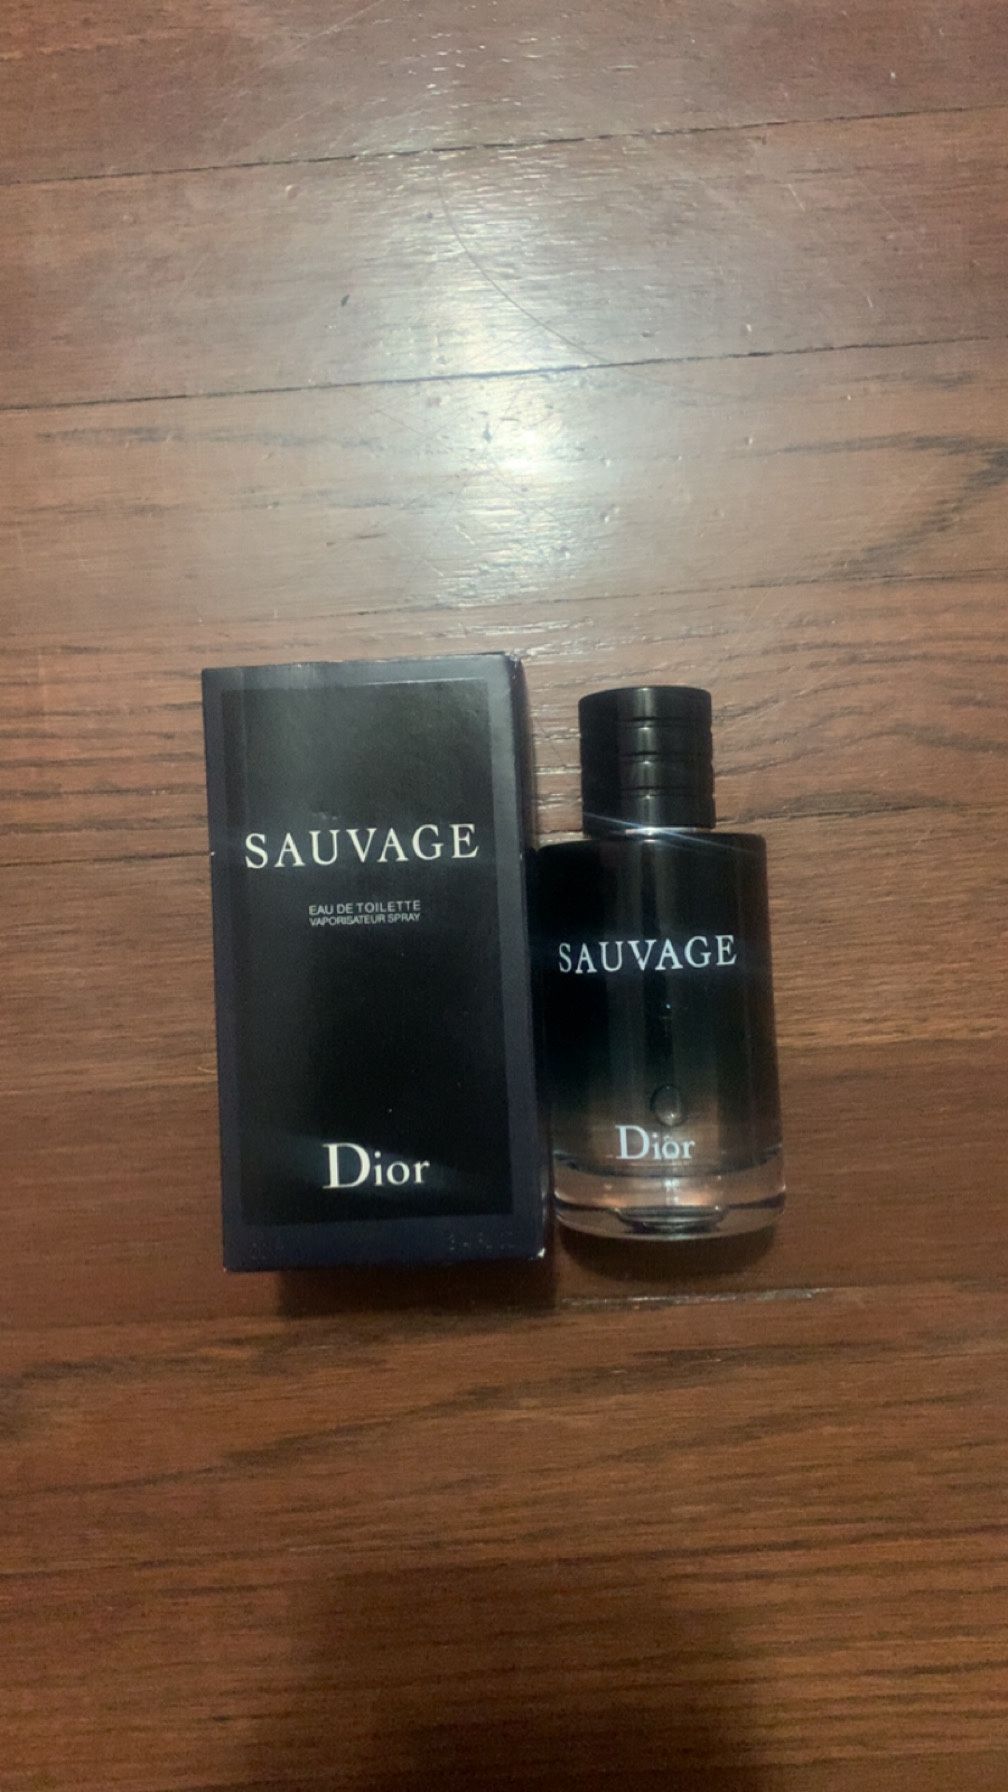 SAUVAGE
EAU DE TOILETTE
VAPORISATEUR SPRAY
Dior
SAUVAGE
Dior